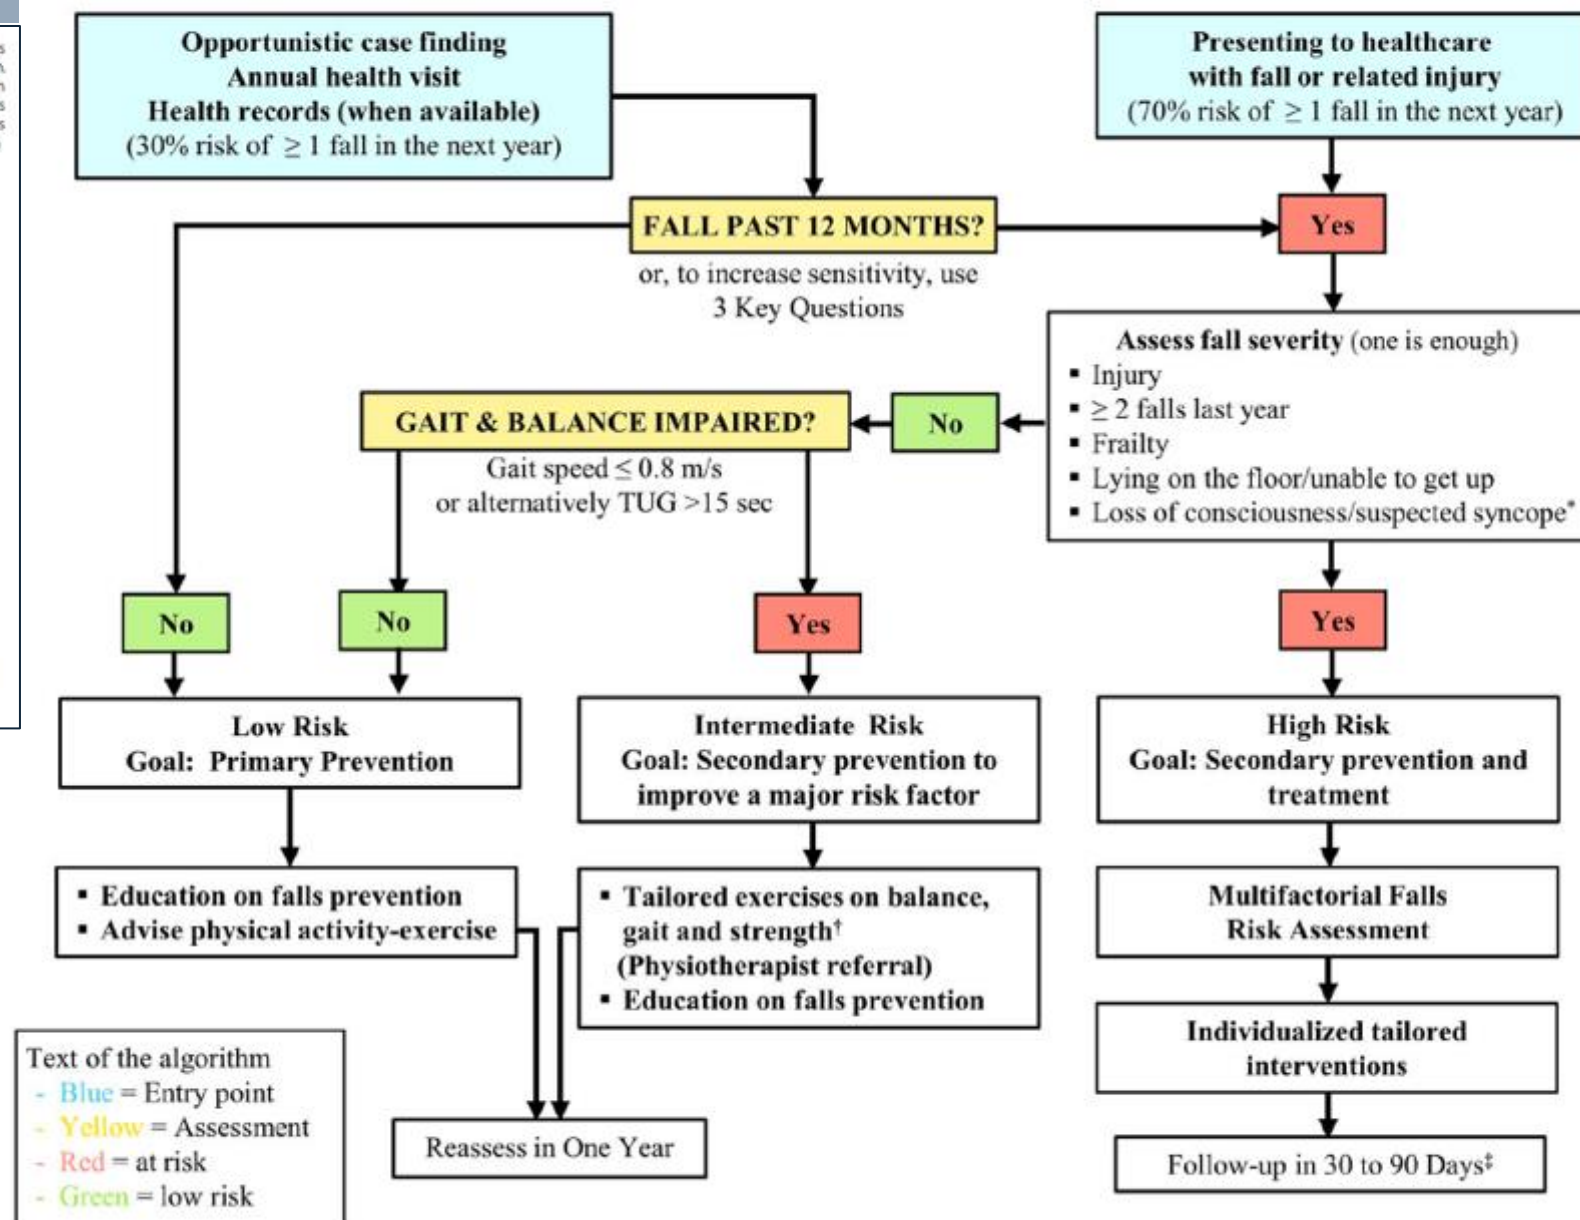 Opportunistic case finding
Annual health visit
Health records (when available)
(30% risk of ≥ 1 fall in the next year)
Presenting to healthcare
with fall or related injury
(70% risk of ≥ 1 fall in the next year)
FALL PAST 12 MONTHS?
or, to increase sensitivity, use
3 Key Questions
Yes
Assess fall severity (one is enough)
▪ Injury
▪ ≥ 2 falls last year
▪ Frailty
▪ Lying on the floor/unable to get up
▪ Loss of consciousness/suspected syncope*
No
GAIT & BALANCE IMPAIRED?
Gait speed ≤ 0.8 m/s
or alternatively TUG >15 sec
No
No
Yes
Yes
Low Risk
Goal: Primary Prevention
Intermediate Risk
Goal: Secondary prevention to
improve a major risk factor
High Risk
Goal: Secondary prevention and
treatment
▪ Education on falls prevention
▪ Advise physical activity-exercise
▪ Tailored exercises on balance,
gait and strength†
(Physiotherapist referral)
▪ Education on falls prevention
Multifactorial Falls
Risk Assessment
Individualized tailored
interventions
Reassess in One Year
Follow-up in 30 to 90 Days‡
Text of the algorithm
- Blue = Entry point
- Yellow = Assessment
- Red = at risk
- Green = low risk